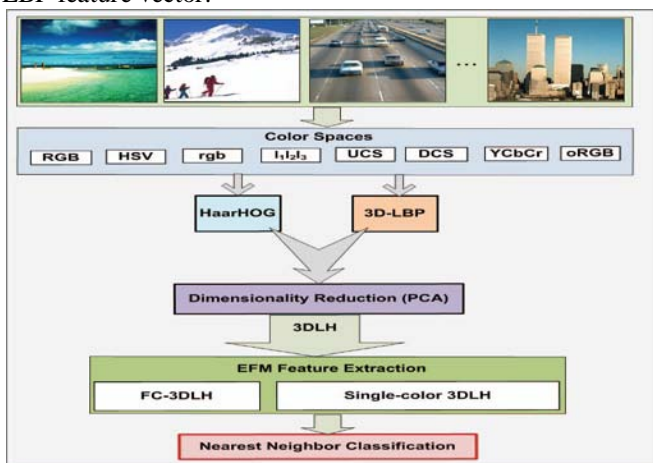 LBP feature vector.
...
Color Spaces
RGB HSV rgb I₁I₂I₃ UCS DCS YCbCr oRGB
HaarHOG 3D-LBP
Dimensionality Reduction (PCA)
3DLH
EFM Feature Extraction
FC-3DLH Single-color 3DLH
Nearest Neighbor Classification